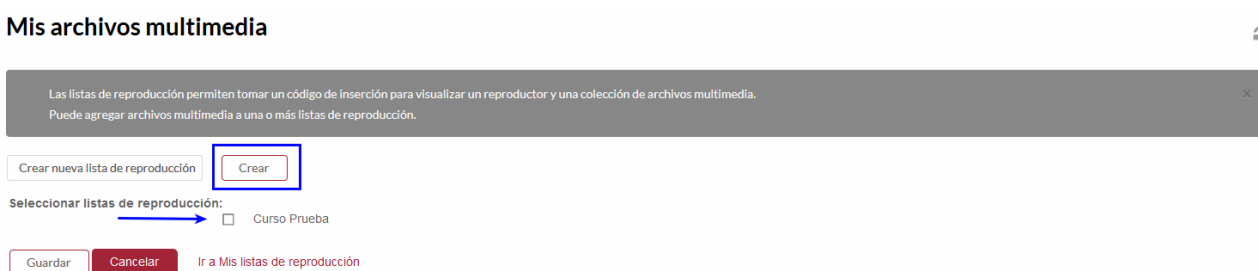 Mis archivos multimedia
Las listas de reproducción permiten tomar un código de inserción para visualizar un reproductor y una colección de archivos multimedia.
x
Puede agregar archivos multimedia a una o más listas de reproducción.
Crear nueva lista de reproducción Crear
Seleccionar listas de reproducción:
Curso Prueba
Guardar Cancelar Ir a Mis listas de reproducción